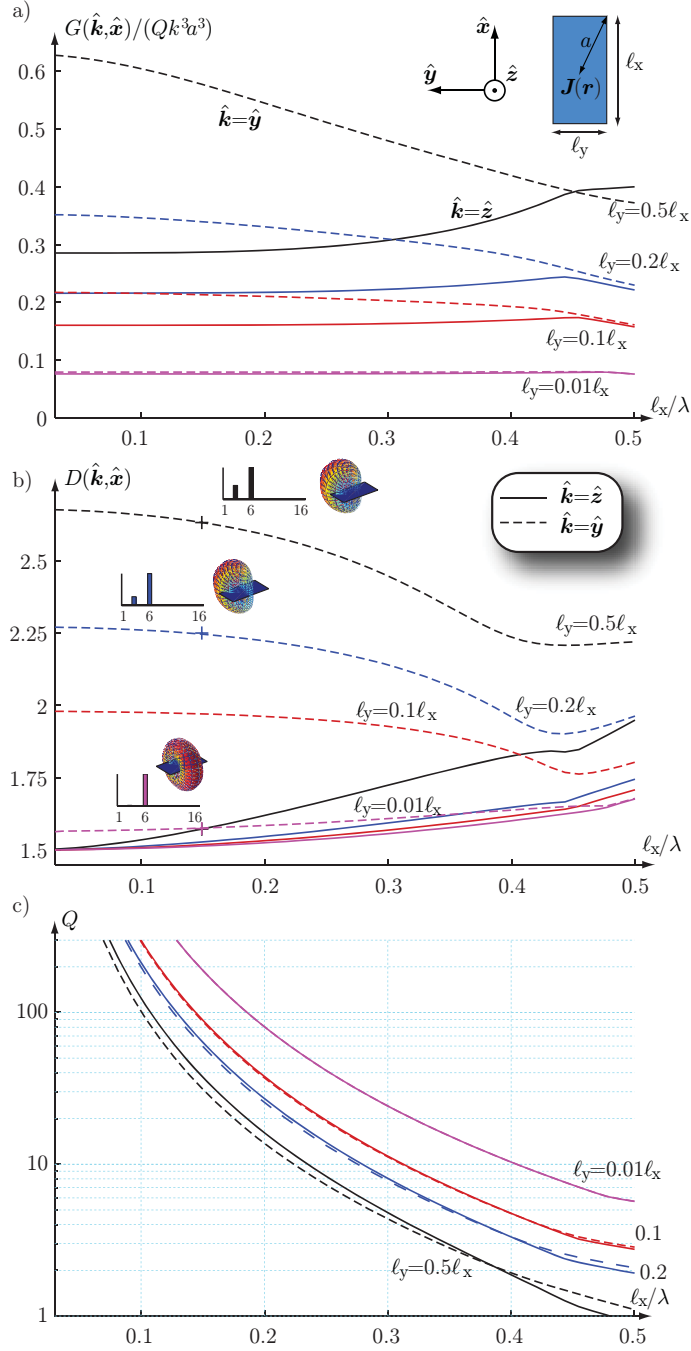 a)
G(k̂,x̂)/(Qk³a³)
0.6
0.5
0.4
0.3
0.2
0.1
0
k̂=ŷ
k̂=ẑ
x̂
ŷ
ẑ
a
J(r)
ℓx
ℓy
ℓy=0.5ℓx
ℓy=0.2ℓx
ℓy=0.1ℓx
ℓy=0.01ℓx
ℓx/λ
0.1 0.2 0.3 0.4 0.5
b)
D(k̂,x̂)
2.5
2.25
2
1.75
1.5
1 6 16
1 6 16
1 6 16
k̂=ẑ
k̂=ŷ
ℓy=0.5ℓx
ℓy=0.2ℓx
ℓy=0.1ℓx
ℓy=0.01ℓx
ℓx/λ
0.1 0.2 0.3 0.4 0.5
c)
Q
100
10
1
ℓy=0.01ℓx
0.1
0.2
ℓy=0.5ℓx
ℓx/λ
0.1 0.2 0.3 0.4 0.5